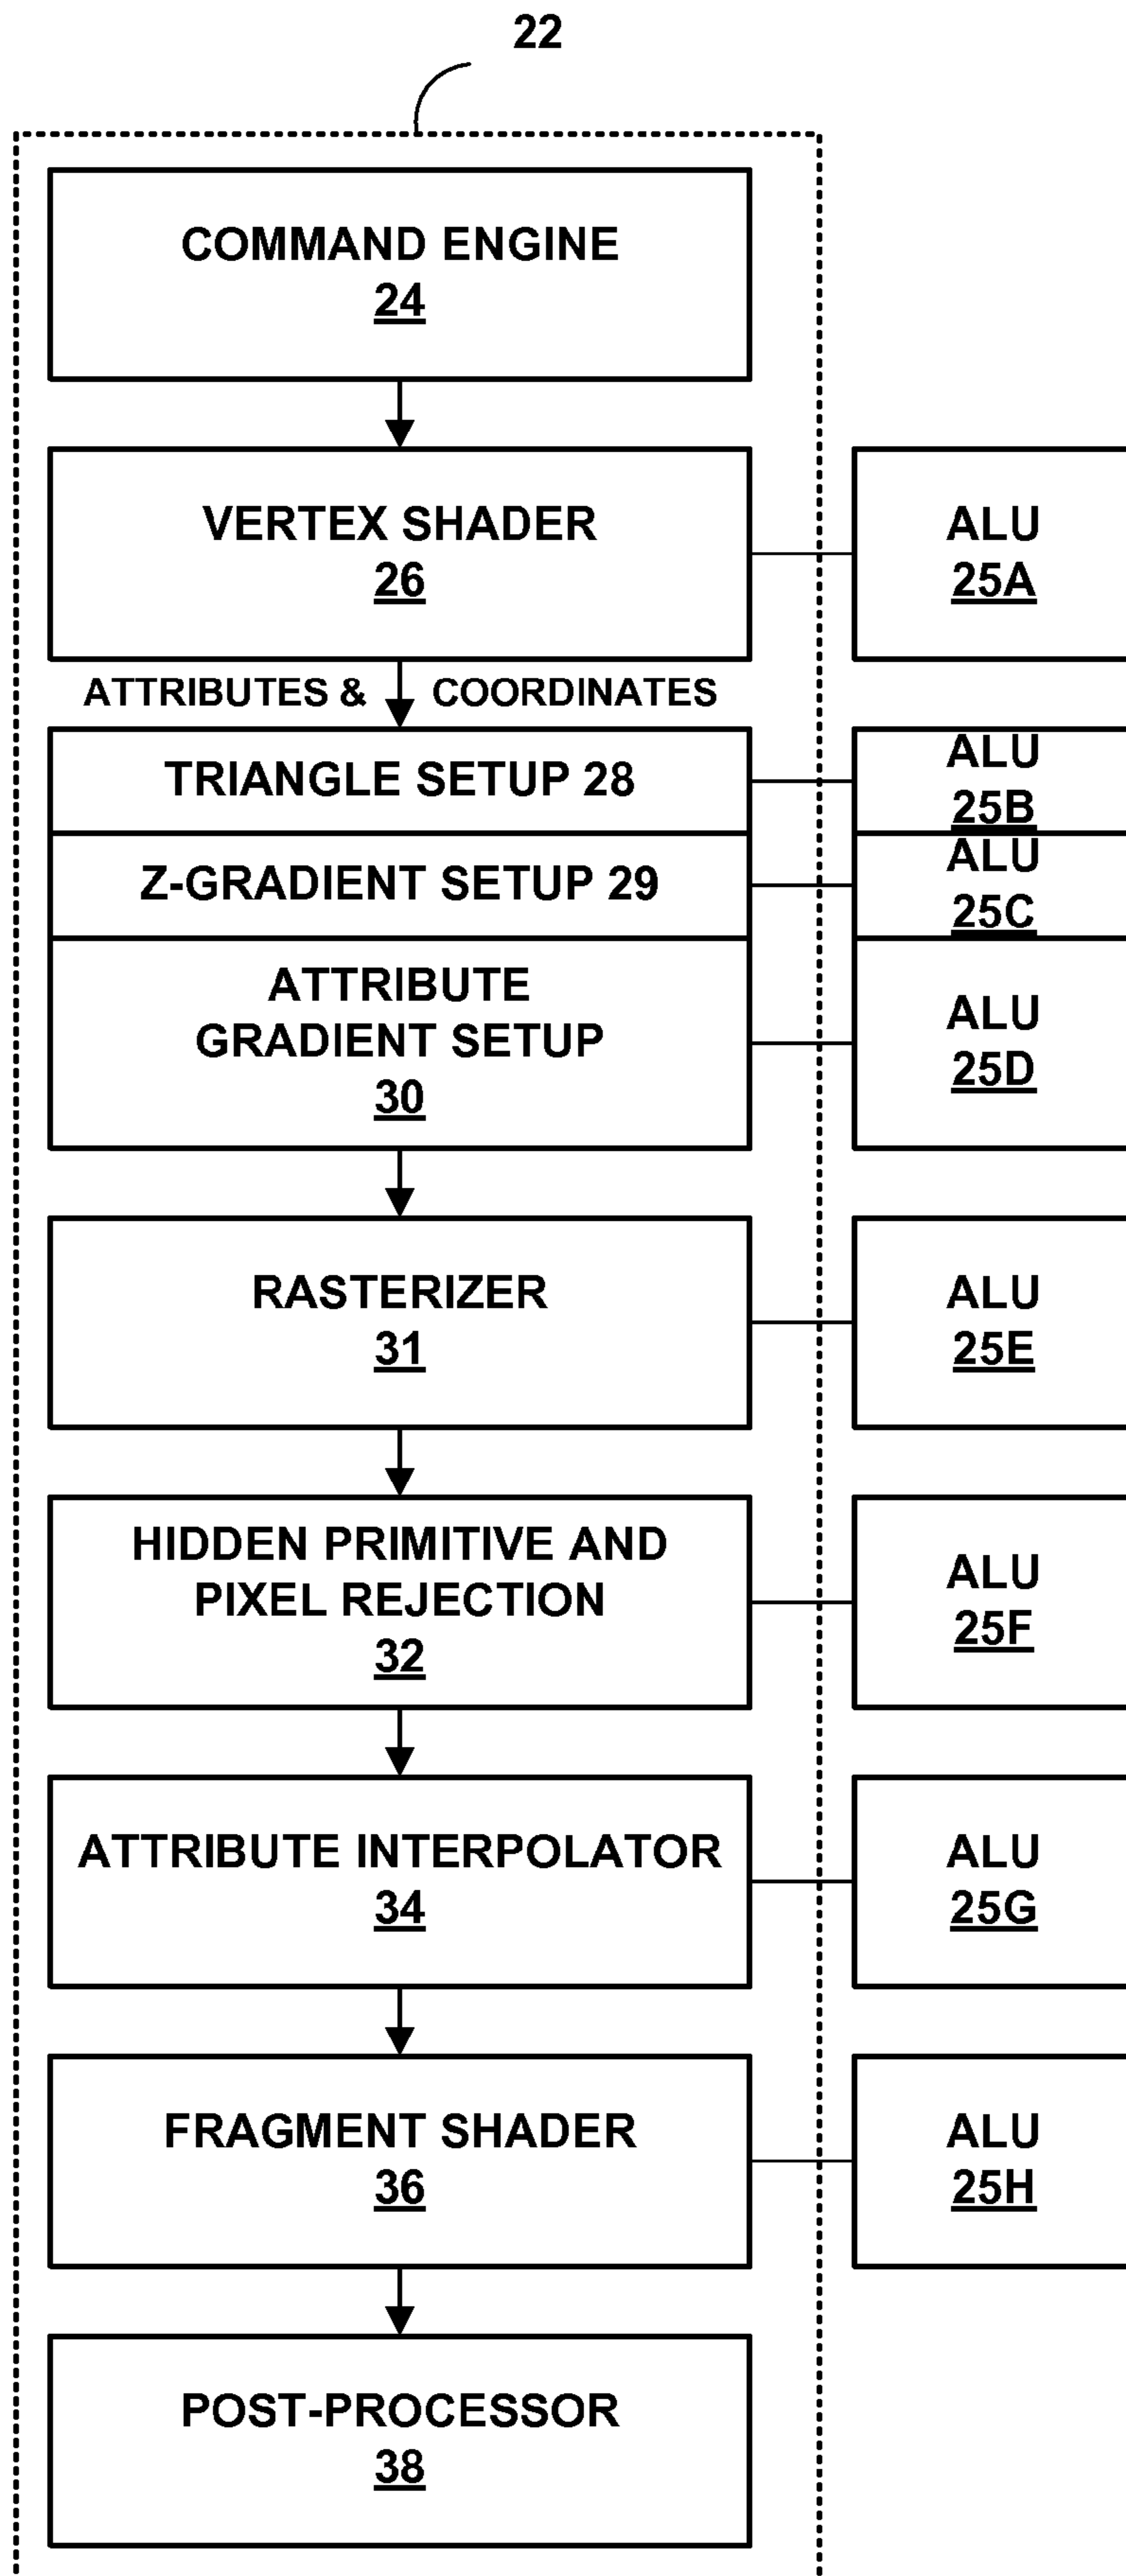 22
COMMAND ENGINE
24
VERTEX SHADER
26
ALU
25A
ATTRIBUTES & COORDINATES
TRIANGLE SETUP 28
ALU
25B
Z-GRADIENT SETUP 29
ALU
25C
ATTRIBUTE
GRADIENT SETUP
30
ALU
25D
RASTERIZER
31
ALU
25E
HIDDEN PRIMITIVE AND
PIXEL REJECTION
32
ALU
25F
ATTRIBUTE INTERPOLATOR
34
ALU
25G
FRAGMENT SHADER
36
ALU
25H
POST-PROCESSOR
38